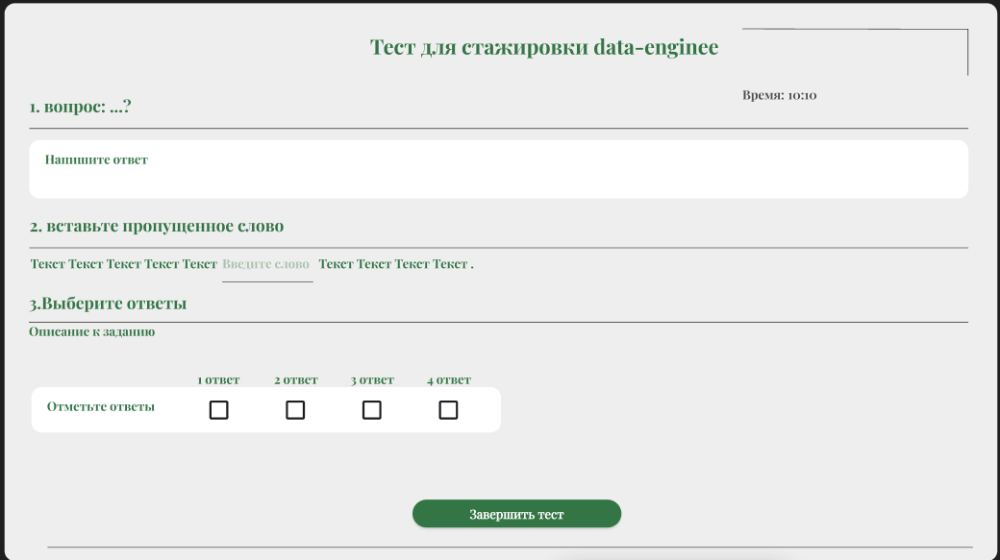 Тест для стажировки data-enginee
Время: 10:10
1. вопрос: ...?
Напишите ответ
2. вставьте пропущенное слово
Текст Текст Текст Текст Текст Введите слово Текст Текст Текст Текст .
3.Выберите ответы
Описание к заданию
1 ответ 2 ответ 3 ответ 4 ответ
Отметьте ответы
Завершить тест